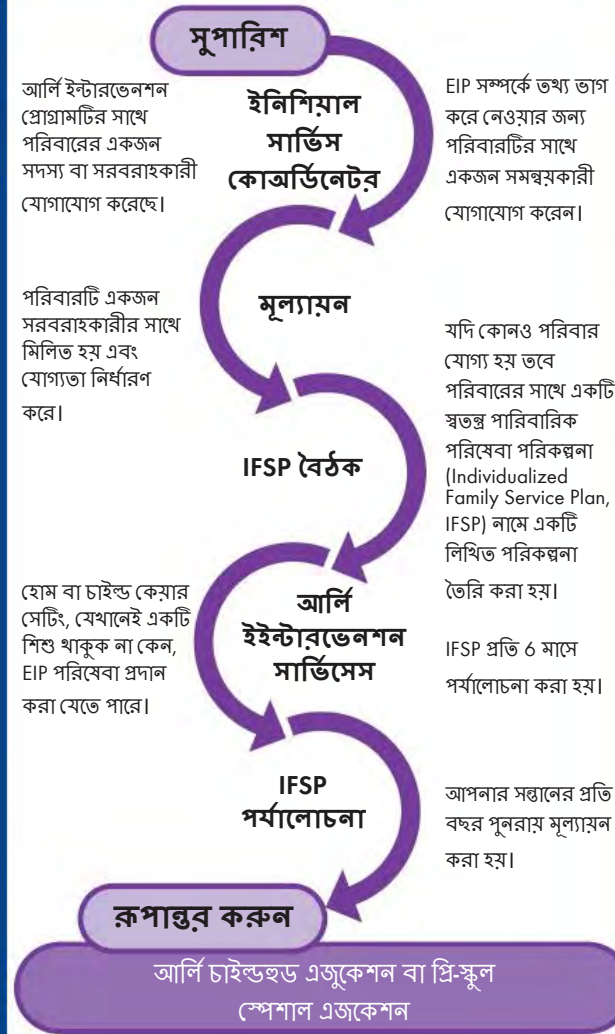 সুপারিশ
আর্লি ইন্টারভেনশন
প্রোগ্রামটির সাথে
পরিবারের একজন
সদস্য বা সরবরাহকারী
যোগাযোগ করেছে।
ইনিশিয়াল
সার্ভিস
কোঅর্ডিনেটর
EIP সম্পর্কে তথ্য ভাগ
করে নেওয়ার জন্য
পরিবারটির সাথে
একজন সমন্বয়কারী
যোগাযোগ করেন।
মূল্যায়ন
পরিবারটি একজন
সরবরাহকারীর সাথে
মিলিত হয় এবং
যোগ্যতা নির্ধারণ
করে।
IFSP বৈঠক
যদি কোনও পরিবার
যোগ্য হয় তবে
পরিবারের সাথে একটি
স্বতন্ত্র পারিবারিক
পরিষেবা পরিকল্পনা
(Individualized
Family Service Plan,
IFSP) নামে একটি
লিখিত পরিকল্পনা
তৈরি করা হয়।
হোম বা চাইল্ড কেয়ার
সেটিং, যেখানেই একটি
শিশু থাকুক না কেন,
EIP পরিষেবা প্রদান
করা যেতে পারে।
আর্লি
ইইন্টারভেনশন
সার্ভিসেস
IFSP প্রতি 6 মাসে
পর্যালোচনা করা হয়।
IFSP
পর্যালোচনা
আপনার সন্তানের প্রতি
বছর পুনরায় মূল্যায়ন
করা হয়।
রূপান্তর করুন
আর্লি চাইল্ডহুড এজুকেশন বা প্রি-স্কুল
স্পেশাল এজকেশন